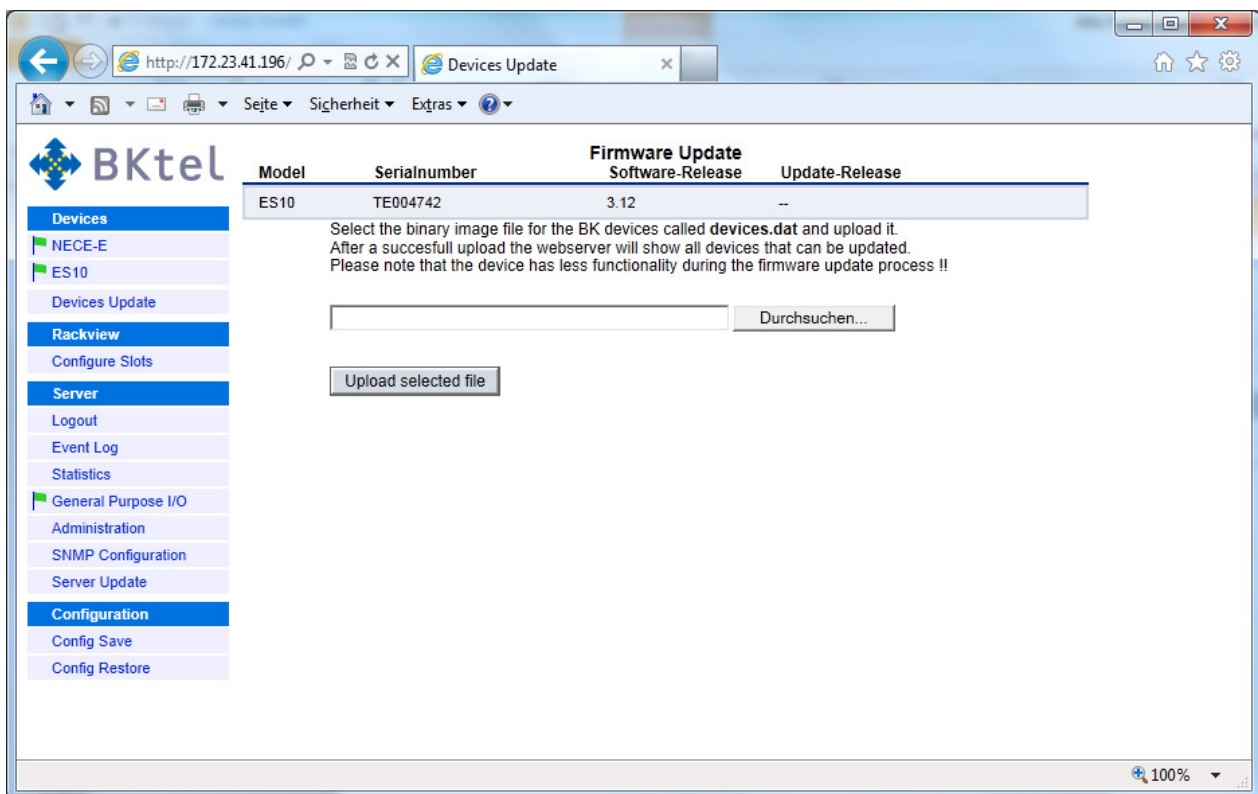 http://172.23.41.196/
Devices Update
Seite Sicherheit Extras
BKtel
Devices
NECE-E
ES10
Devices Update
Rackview
Configure Slots
Server
Logout
Event Log
Statistics
General Purpose I/O
Administration
SNMP Configuration
Server Update
Configuration
Config Save
Config Restore
Firmware Update
Model Serialnumber Software-Release Update-Release
ES10 TE004742 3.12 --
Select the binary image file for the BK devices called devices.dat and upload it.
After a succesfull upload the webserver will show all devices that can be updated.
Please note that the device has less functionality during the firmware update process !!
Durchsuchen...
Upload selected file
100%